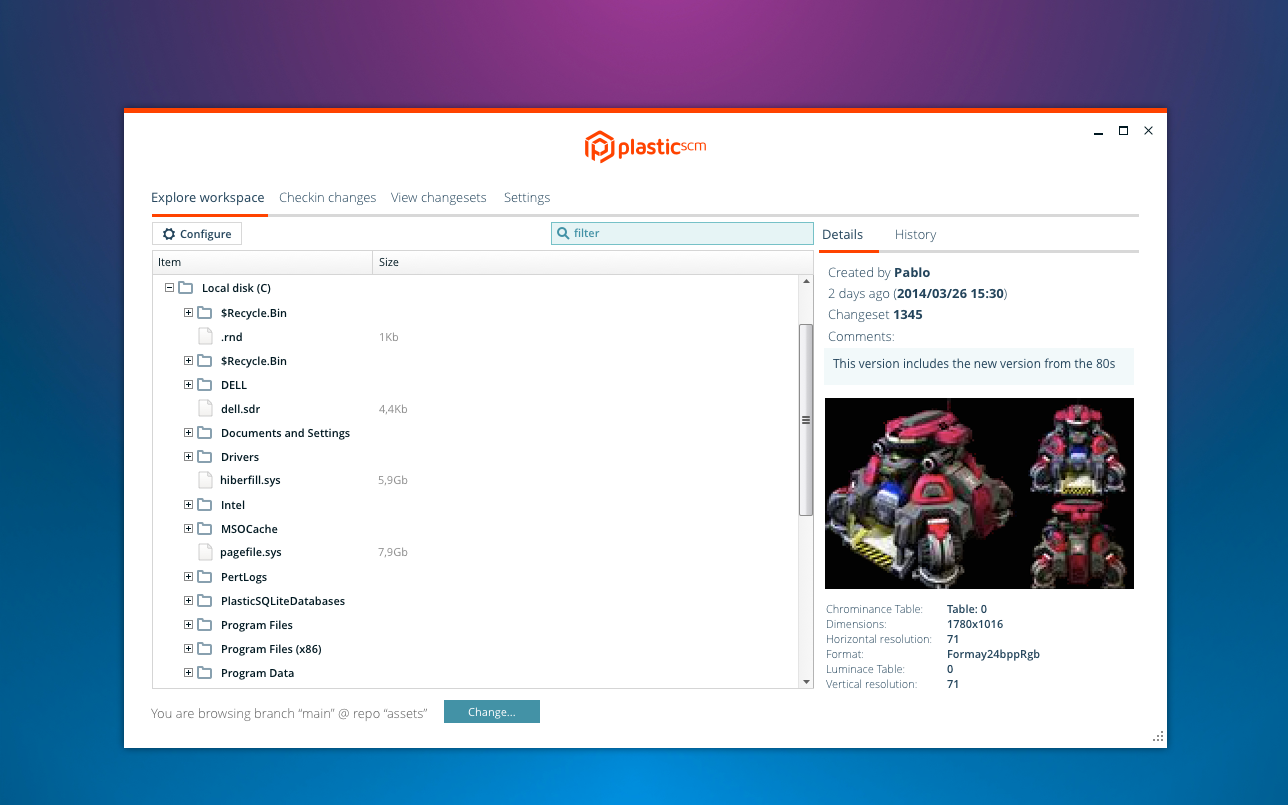 plasticscm
Explore workspace Checkin changes View changesets Settings
Configure
filter
Item Size
Local disk (C)
$Recycle.Bin
.rnd 1Kb
$Recycle.Bin
DELL
dell.sdr 4,4Kb
Documents and Settings
Drivers
hiberfill.sys 5,9Gb
Intel
MSOCache
pagefile.sys 7,9Gb
PertLogs
PlasticSQLiteDatabases
Program Files
Program Files (x86)
Program Data
You are browsing branch “main” @ repo “assets” Change...
Details History
Created by Pablo
2 days ago (2014/03/26 15:30)
Changeset 1345
Comments:
This version includes the new version from the 80s
Chrominance Table: Table: 0
Dimensions: 1780x1016
Horizontal resolution: 71
Format: Formay24bppRgb
Luminace Table: 0
Vertical resolution: 71